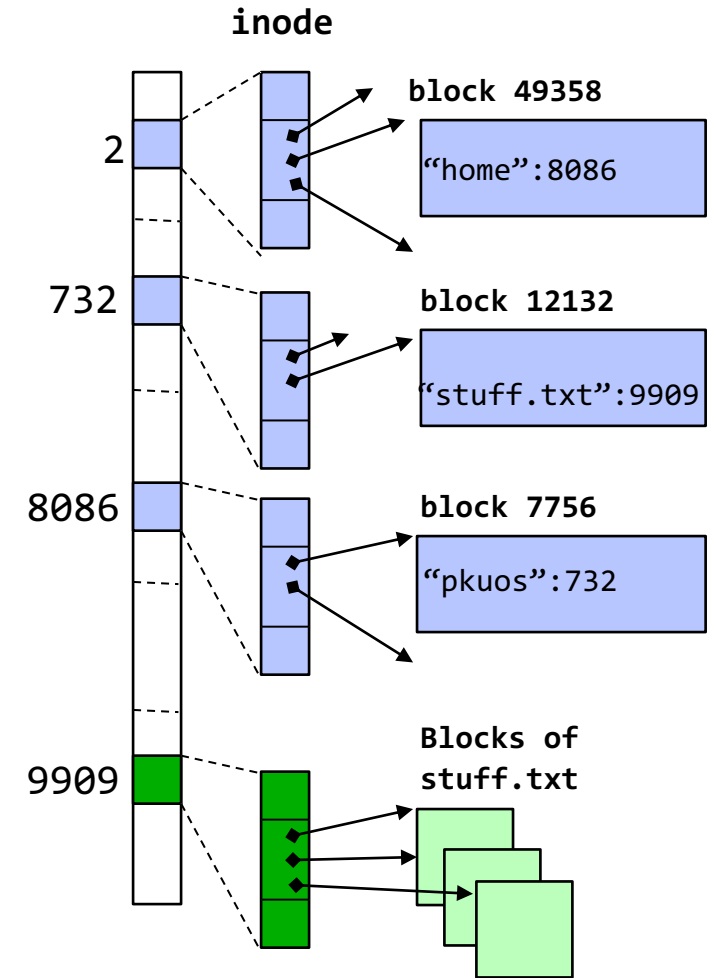 inode
2
block 49358
“home”:8086
732
block 12132
“stuff.txt”:9909
8086
block 7756
“pkuos”:732
9909
Blocks of
stuff.txt